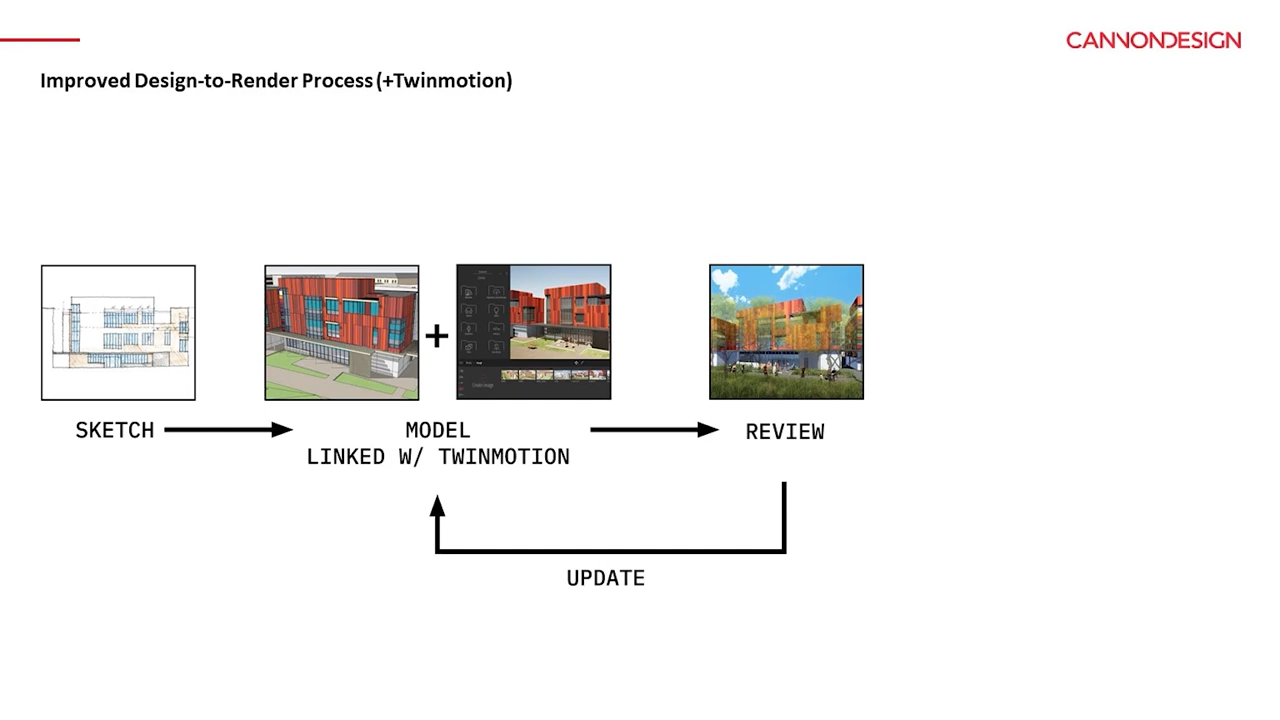 CANNONDESIGN
Improved Design-to-Render Process (+Twinmotion)
+
SKETCH
MODEL
LINKED W/ TWINMOTION
REVIEW
UPDATE